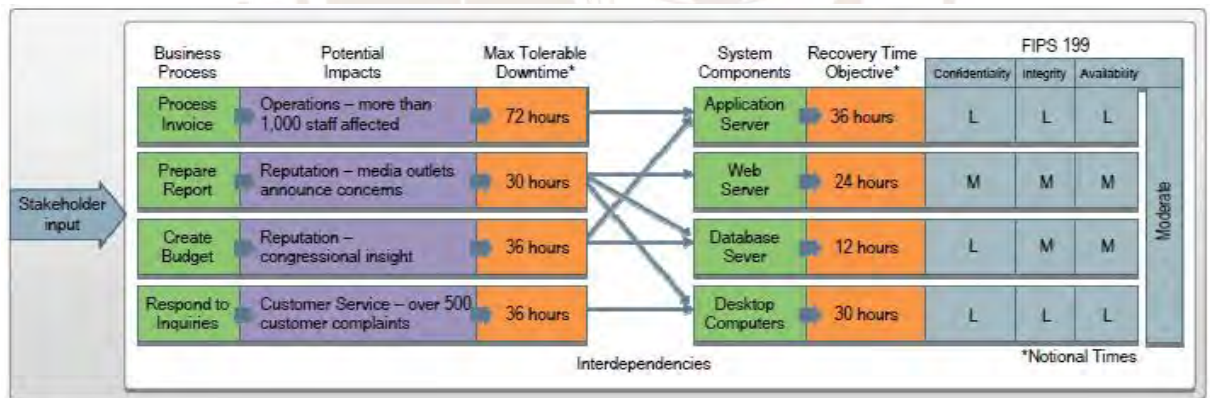 Stakeholder
input
Business
Process
Potential
Impacts
Max Tolerable
Downtime*
System
Components
Recovery Time
Objective*
FIPS 199
Confidentiality Integrity Availability
Process
Invoice
Operations – more than
1,000 staff affected
72 hours
Application
Server
36 hours
L L L
Prepare
Report
Reputation – media outlets
announce concerns
30 hours
Web
Server
24 hours
M M M
Create
Budget
Reputation –
congressional insight
36 hours
Database
Sever
12 hours
L M M
Respond to
Inquiries
Customer Service – over 500
customer complaints
36 hours
Desktop
Computers
30 hours
L L L
Moderate
Interdependencies
*Notional Times